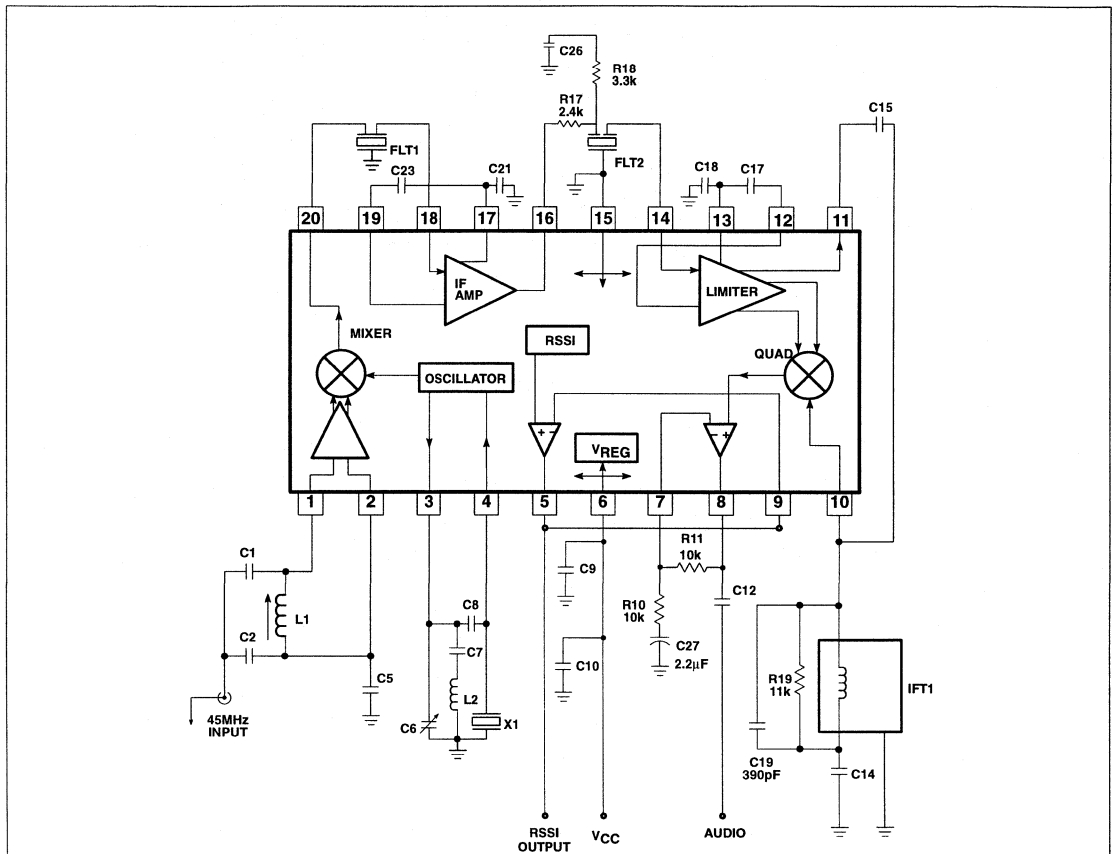 C26
R18
3.3k
R17
2.4k
C15
FLT1
FLT2
C23
C21
C18
C17
20
19
18
17
16
15
14
13
12
11
IF
AMP
LIMITER
MIXER
RSSI
QUAD
OSCILLATOR
+ −
VREG
− +
1
2
3
4
5
6
7
8
9
10
C1
L1
C2
C5
45MHz
INPUT
C8
C7
L2
C6
X1
C9
C10
R11
10k
R10
10k
C12
C27
2.2µF
R19
11k
IFT1
C19
390pF
C14
RSSI
OUTPUT
VCC
AUDIO